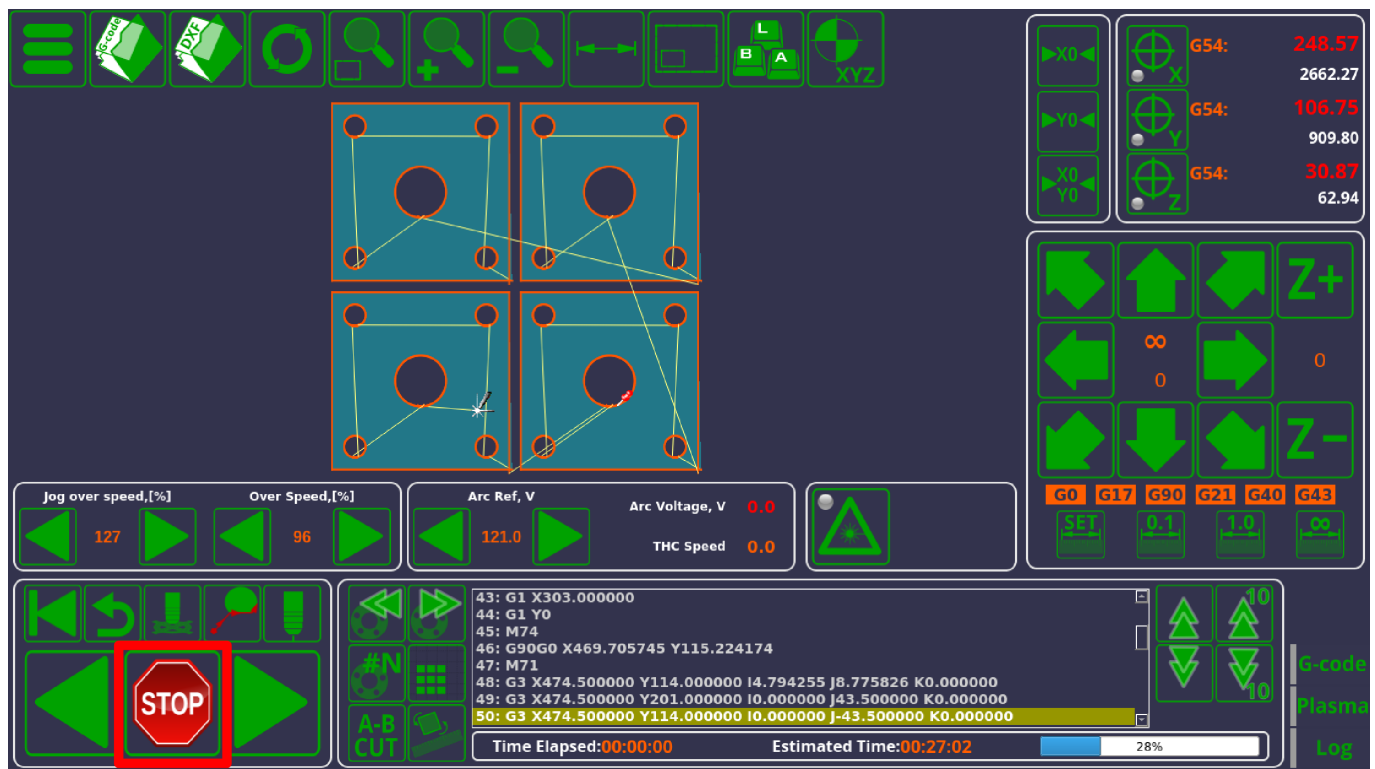 G-code
DXF
L
B A
XYZ
X0
Y0
X0
Y0
X
G54: 248.57
2662.27
Y
G54: 106.75
909.80
Z
G54: 30.87
62.94
Z+
∞
0
0
Z-
G0 G17 G90 G21 G40 G43
SET 0.1 1.0 ∞
Jog over speed,[%] Over Speed,[%]
127 96
Arc Ref, V
121.0
Arc Voltage, V 0.0
THC Speed 0.0
STOP
#N
A-B
CUT
43: G1 X303.000000
44: G1 Y0
45: M74
46: G90G0 X469.705745 Y115.224174
47: M71
48: G3 X474.500000 Y114.000000 I4.794255 J8.775826 K0.000000
49: G3 X474.500000 Y201.000000 I0.000000 J43.500000 K0.000000
50: G3 X474.500000 Y114.000000 I0.000000 J-43.500000 K0.000000
10
10
Time Elapsed:00:00:00 Estimated Time:00:27:02 28%
G-code
Plasma
Log